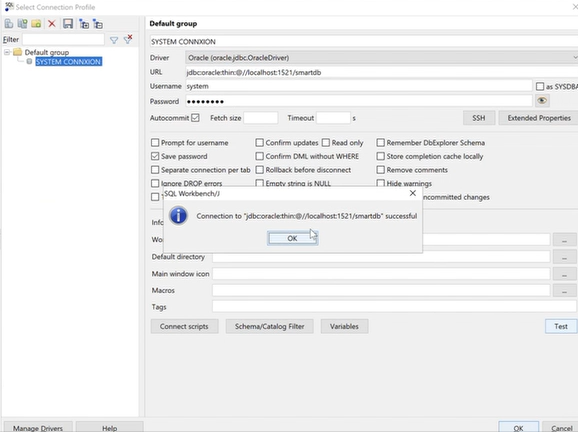 Select Connection Profile
Default group
Filter
Default group
SYSTEM CONNXION
SYSTEM CONNXION
Driver Oracle (oracle.jdbc.OracleDriver)
URL jdbc:oracle:thin:@//localhost:1521/smartdb
Username system as SYSDBA
Password
Autocommit Fetch size Timeout s SSH Extended Properties
Prompt for username Confirm updates Read only Remember DbExplorer Schema
Save password Confirm DML without WHERE Store completion cache locally
Separate connection per tab Rollback before disconnect Remove comments
Ignore DROP errors Empty string is NULL Hide warnings
SQL Workbench/J
ncommitted changes
Connection to "jdbc:oracle:thin:@//localhost:1521/smartdb" successful
Info
OK
Wo
Default directory
Main window icon
Macros
Tags
Connect scripts Schema/Catalog Filter Variables Test
Manage Drivers Help OK Cancel